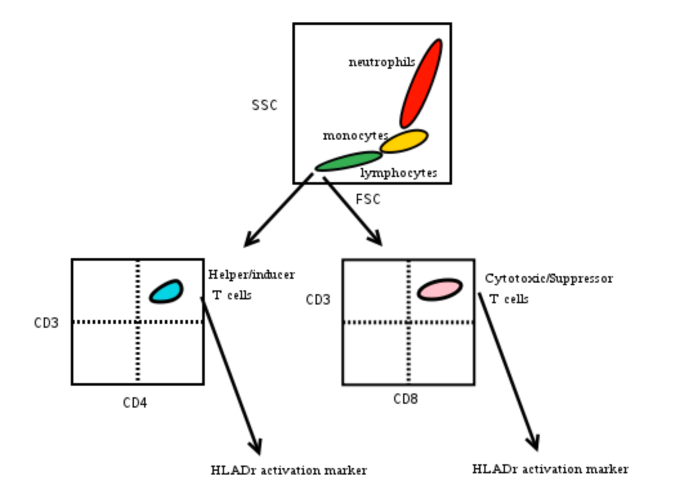 neutrophils
SSC
monocytes
lymphocytes
FSC
Helper/inducer
T cells
CD3
CD4
Cytotoxic/Suppressor
T cells
CD3
CD8
HLADr activation marker
HLADr activation marker